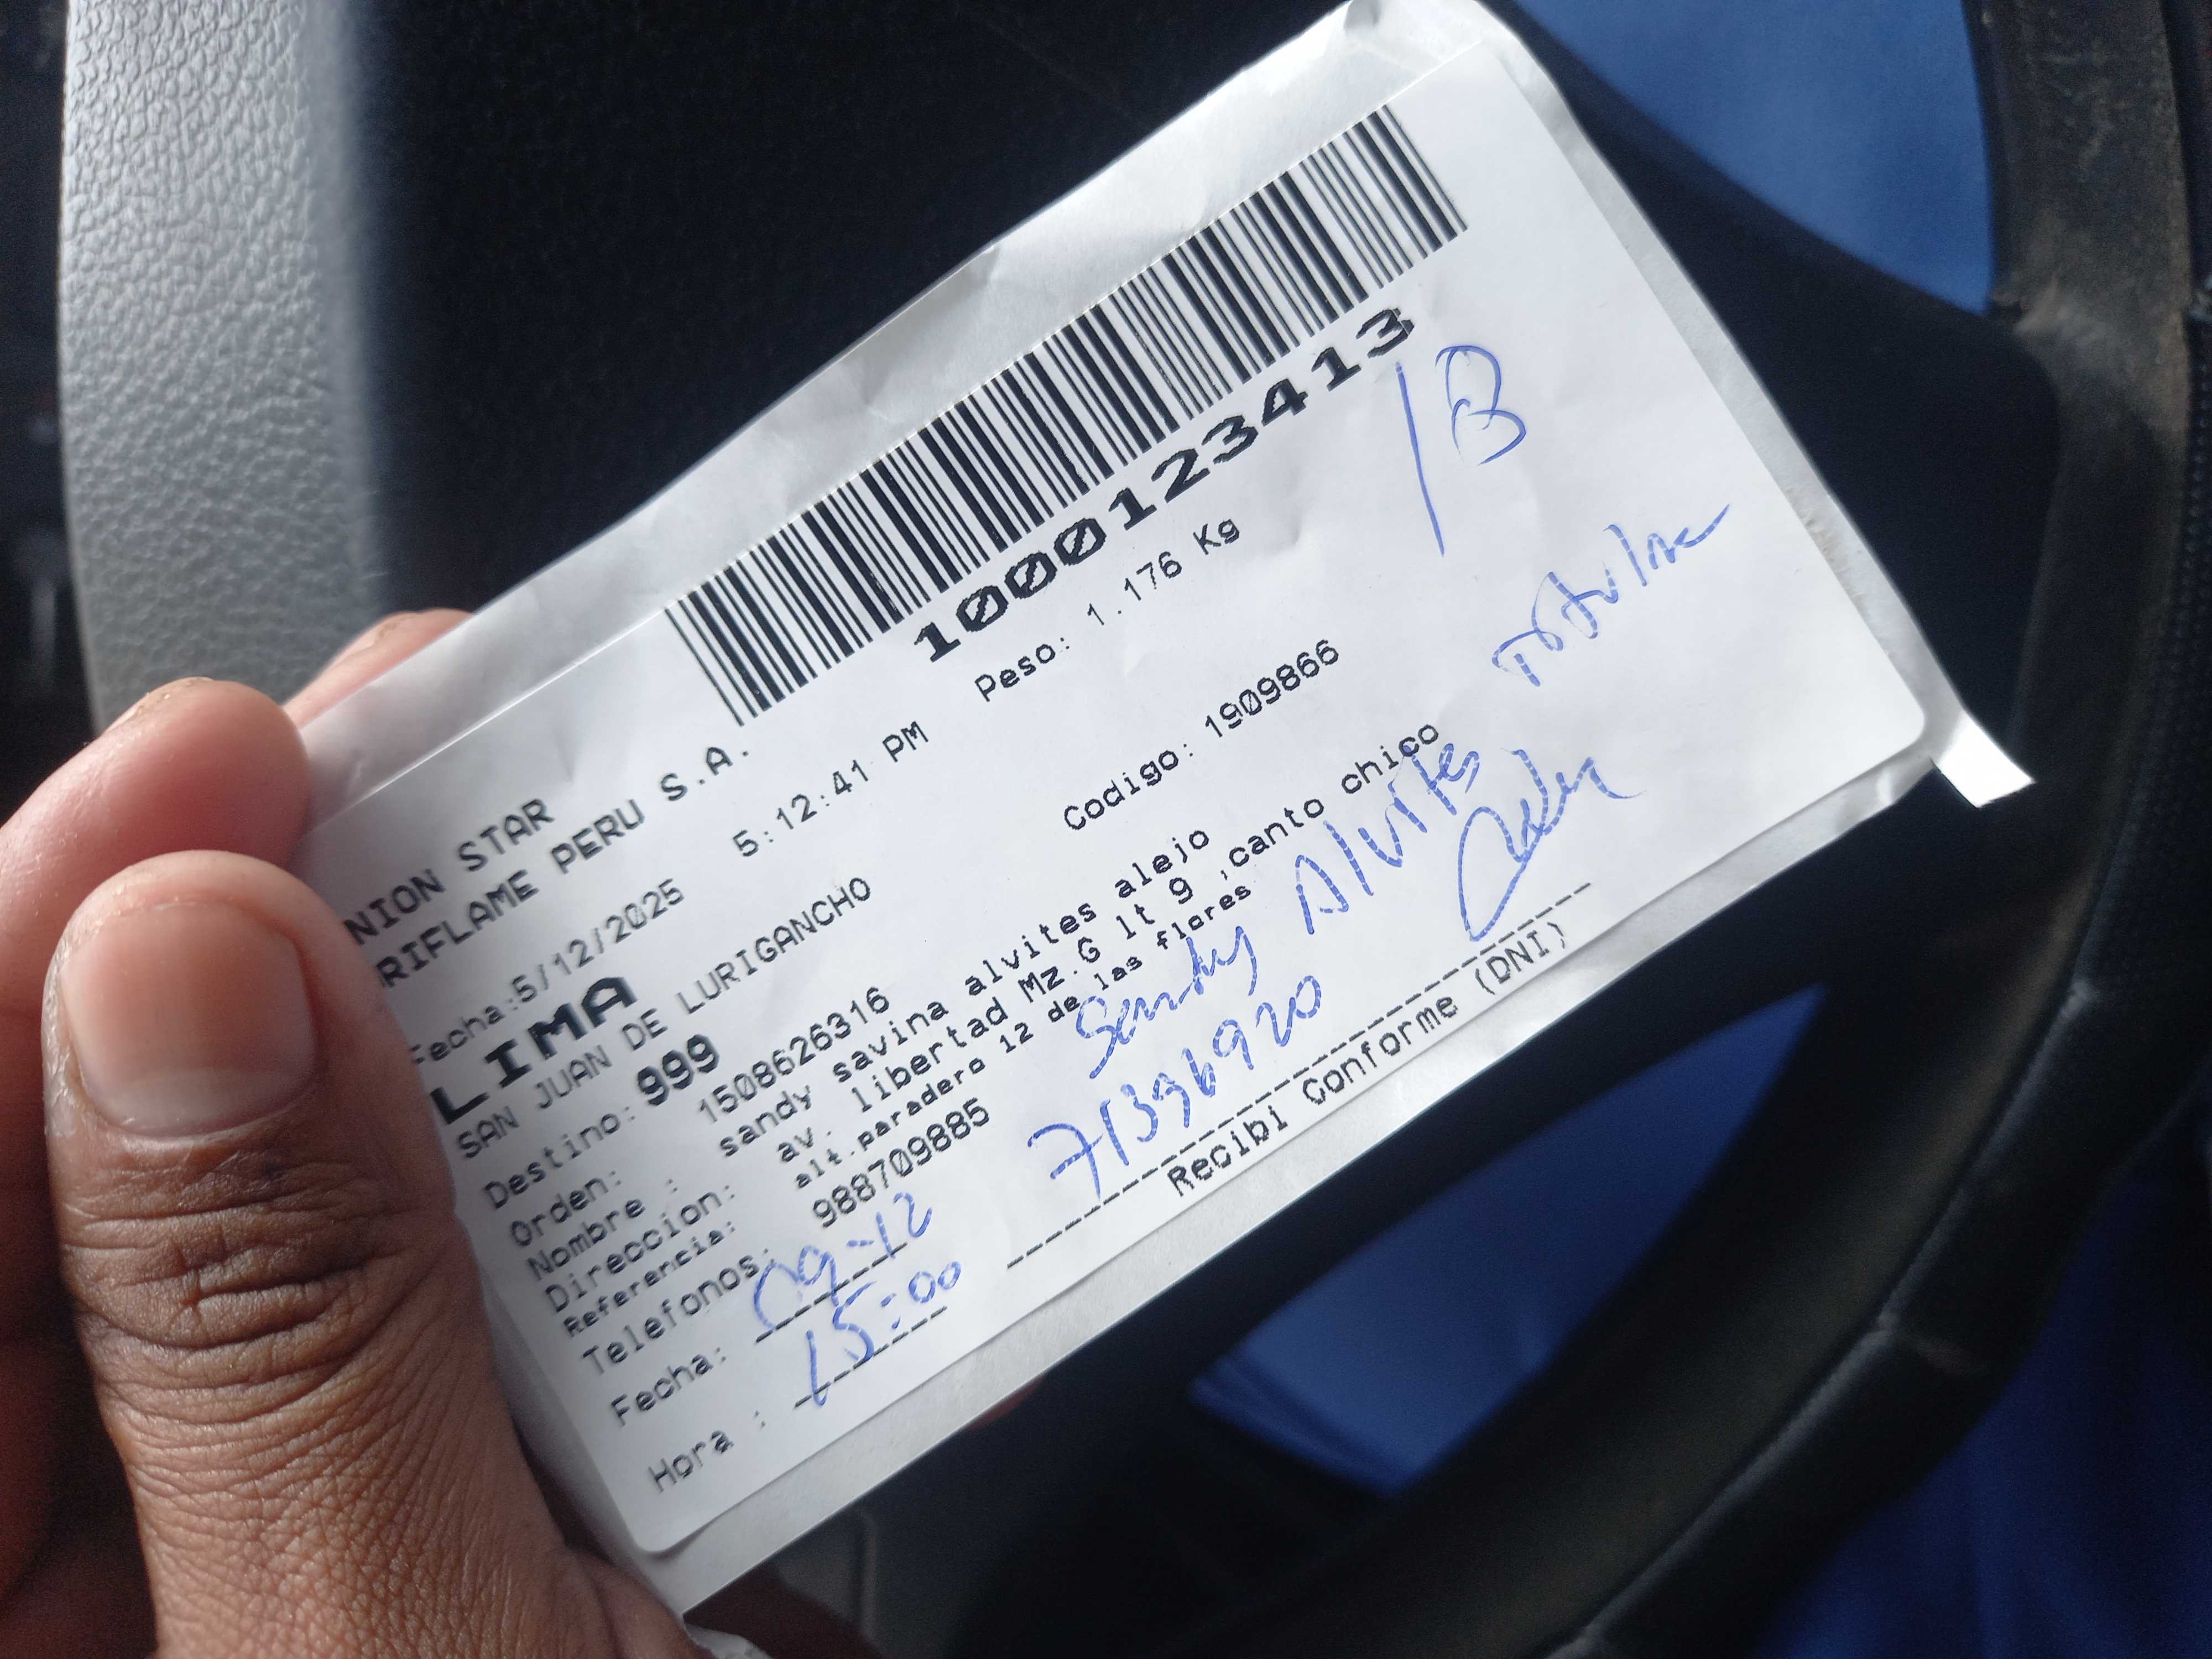 10000123413
NION STAR
RIFLAME PERU S.A.
Peso: 1.176 Kg
Fecha:5/12/2025 5:12:41 PM
LIMA
SAN JUAN DE LURIGANCHO
Codigo: 1909866
Destino: 999
Orden: 1508626316
Nombre : sandy savina alvites alejo
Direccion: av. libertad Mz.G lt 9 ,canto chico
Referencia: alt.paradero 12 de las flores
Telefonos: 988709885
Sandy Alvites
Titular
Fecha: 09-12
Hora : 15:00
Recibi Conforme (DNI)